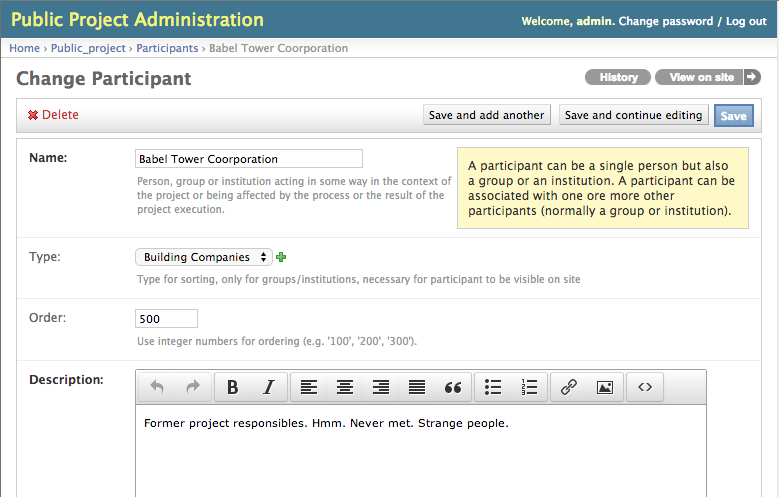 Public Project Administration
Welcome, admin. Change password / Log out
Home › Public_project › Participants › Babel Tower Coorporation
Change Participant
History
View on site
Delete
Save and add another
Save and continue editing
Save
Name:
Babel Tower Coorporation
Person, group or institution acting in some way in the context of
the project or being affected by the process or the result of the
project execution.
A participant can be a single person but also
a group or an institution. A participant can be
associated with one ore more other
participants (normally a group or institution).
Type:
Building Companies
Type for sorting, only for groups/institutions, necessary for participant to be visible on site
Order:
500
Use integer numbers for ordering (e.g. '100', '200', '300').
Description:
B I
Former project responsibles. Hmm. Never met. Strange people.